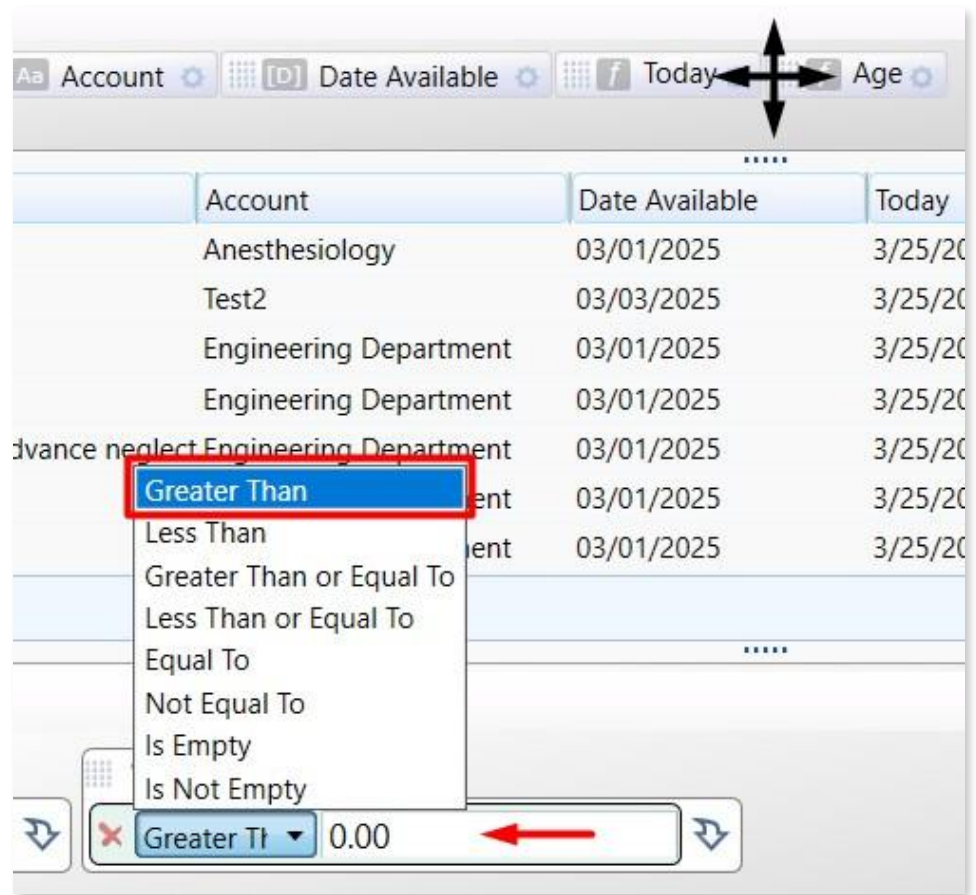 Aa Account [D] Date Available f Today f Age
Account Date Available Today
Anesthesiology 03/01/2025 3/25/20
Test2 03/03/2025 3/25/20
Engineering Department 03/01/2025 3/25/20
Engineering Department 03/01/2025 3/25/20
dvance neglect Engineering Department 03/01/2025 3/25/20
Greater Than ent 03/01/2025 3/25/20
Less Than ent 03/01/2025 3/25/20
Greater Than or Equal To
Less Than or Equal To
Equal To
Not Equal To
Is Empty
Is Not Empty
Greater Th 0.00